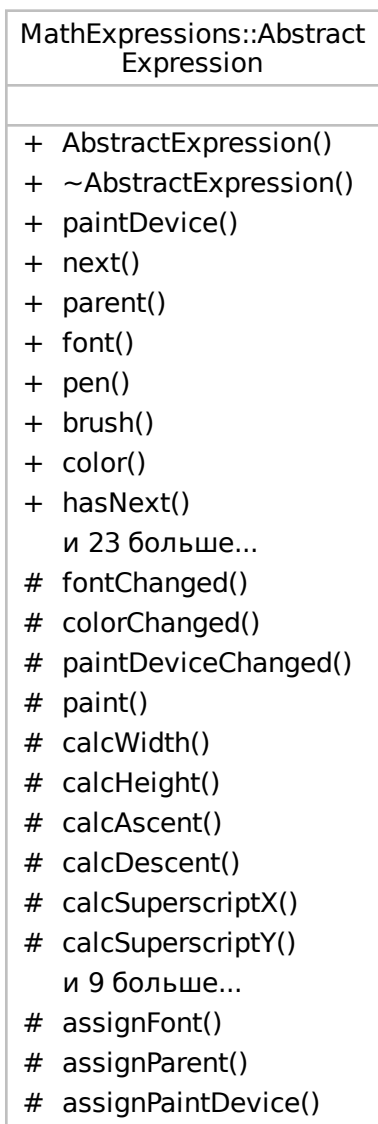 MathExpressions::Abstract
Expression
+ AbstractExpression()
+ ~AbstractExpression()
+ paintDevice()
+ next()
+ parent()
+ font()
+ pen()
+ brush()
+ color()
+ hasNext()
и 23 больше...
# fontChanged()
# colorChanged()
# paintDeviceChanged()
# paint()
# calcWidth()
# calcHeight()
# calcAscent()
# calcDescent()
# calcSuperscriptX()
# calcSuperscriptY()
и 9 больше...
# assignFont()
# assignParent()
# assignPaintDevice()